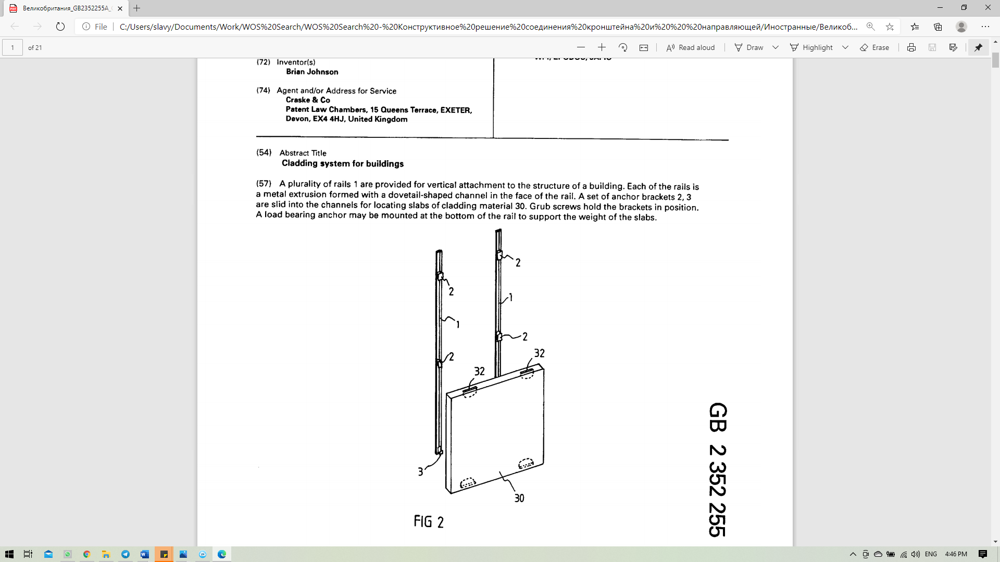 Великобритания_GB2352255A_
File
C:/Users/slavy/Documents/Work/WOS%20Search/WOS%20Search%20-%20Конструктивное%20решение%20соединения%20кронштейна%20и%20%20%20направляющей/Иностранные/Великоб...
1 of 21
Read aloud
Draw
Highlight
Erase
(72) Inventor(s)
Brian Johnson
(74) Agent and/or Address for Service
Craske & Co
Patent Law Chambers, 15 Queens Terrace, EXETER,
Devon, EX4 4HJ, United Kingdom
(54) Abstract Title
Cladding system for buildings
(57) A plurality of rails 1 are provided for vertical attachment to the structure of a building. Each of the rails is
a metal extrusion formed with a dovetail-shaped channel in the face of the rail. A set of anchor brackets 2, 3
are slid into the channels for locating slabs of cladding material 30. Grub screws hold the brackets in position.
A load bearing anchor may be mounted at the bottom of the rail to support the weight of the slabs.
2
2
1
1
2
2
32
32
3
30
FIG 2
GB 2 352 255
ENG
4:46 PM